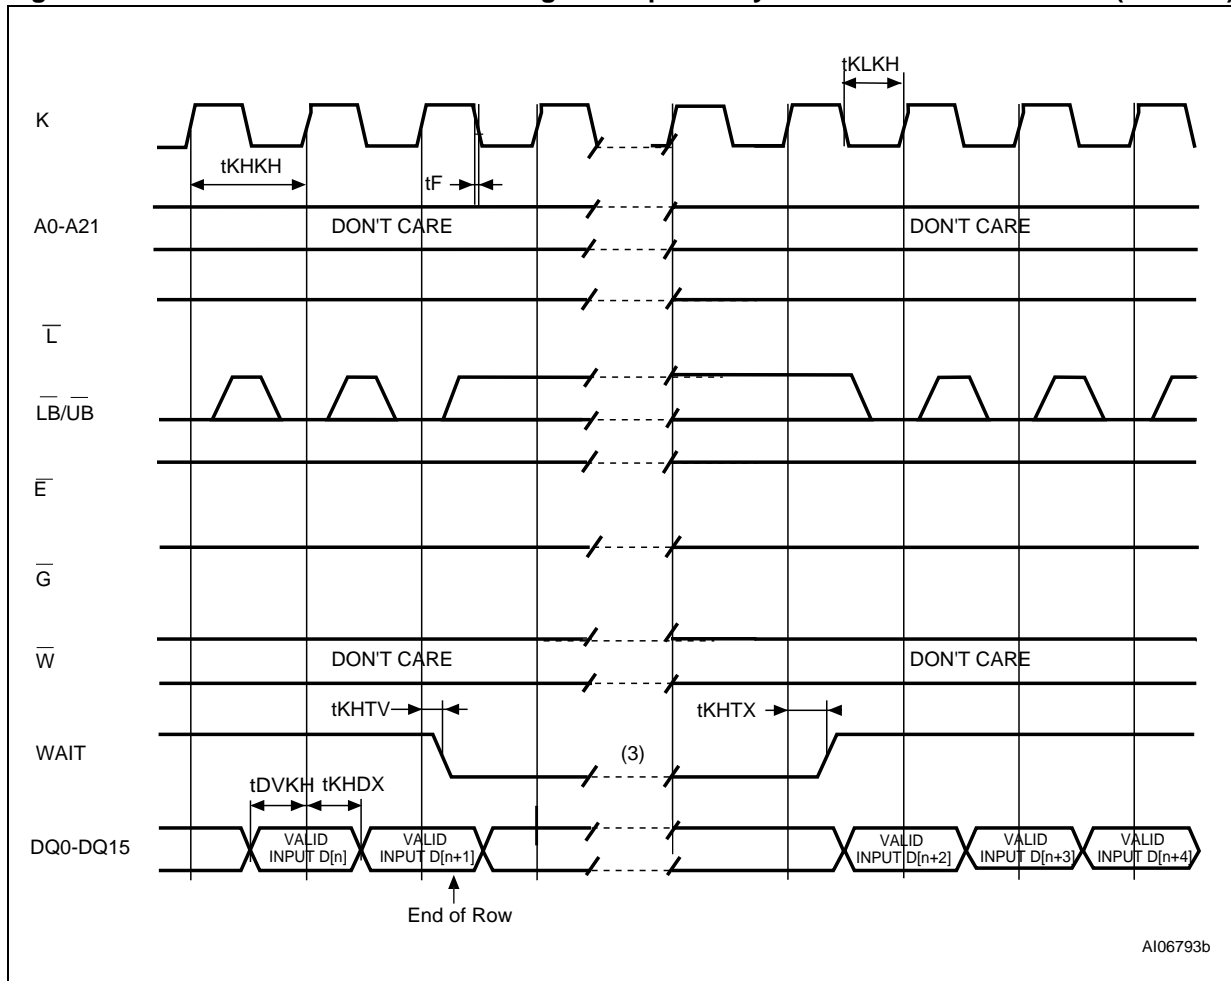 tKLKH
K
tKHKH
tF
A0-A21
DON'T CARE
DON'T CARE
L
LB/UB
E
G
W
DON'T CARE
DON'T CARE
tKHTV
tKHTX
WAIT
(3)
tDVKH
tKHDX
DQ0-DQ15
VALID
INPUT D[n]
VALID
INPUT D[n+1]
VALID
INPUT D[n+2]
VALID
INPUT D[n+3]
VALID
INPUT D[n+4]
End of Row
AI06793b